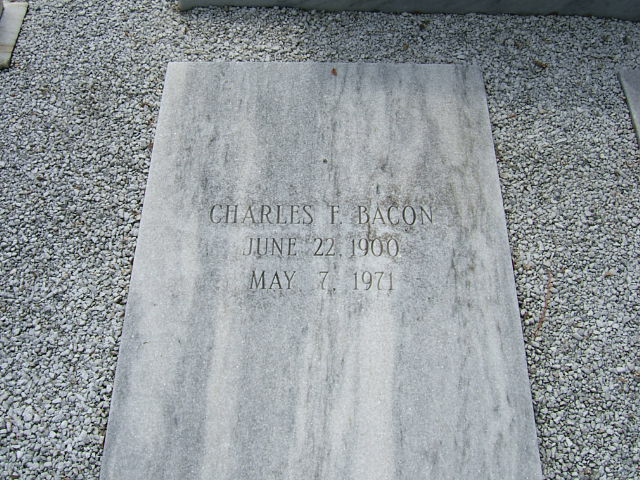 CHARLES F. BACON
JUNE 22, 1900
MAY 7, 1971